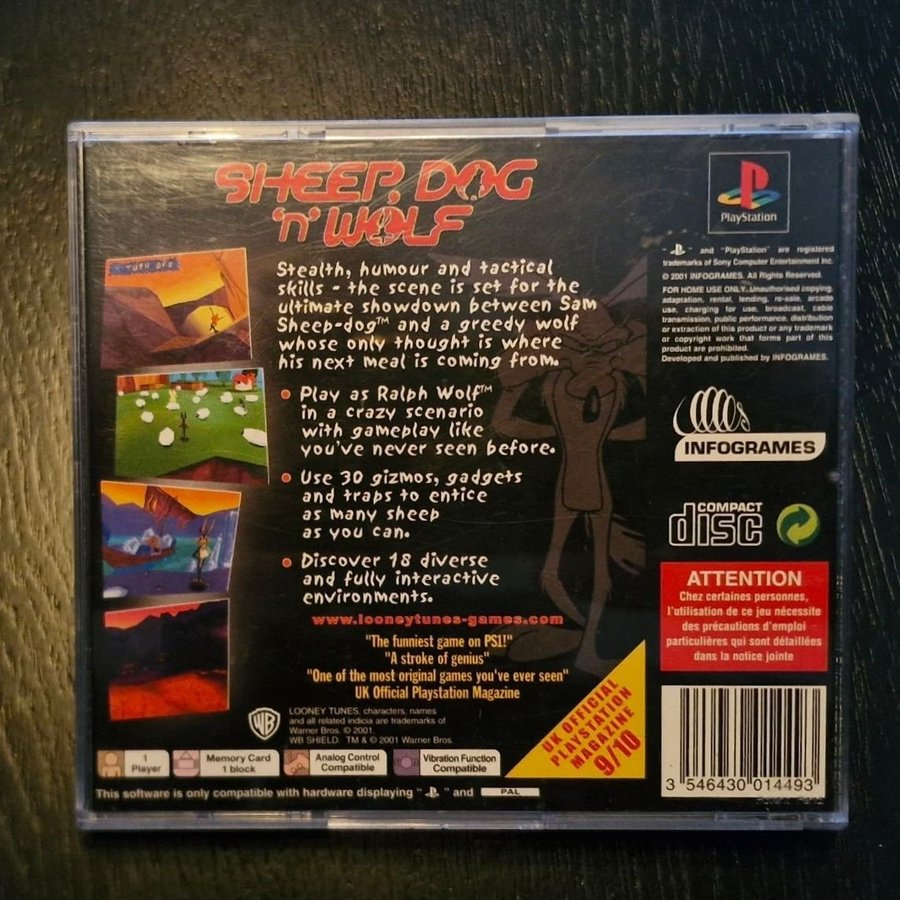 SHEEP, DOG
'n' WOLF
PlayStation
Stealth, humour and tactical
skills - the scene is set for the
ultimate showdown between Sam
Sheep-dog™ and a greedy wolf
whose only thought is where
his next meal is coming from.
• Play as Ralph Wolf™
in a crazy scenario
with gameplay like
you've never seen before.
• Use 30 gizmos, gadgets
and traps to entice
as many sheep
as you can.
• Discover 18 diverse
and fully interactive
environments.
www.looneytunes-games.com
"The funniest game on PS1!"
"A stroke of genius"
"One of the most original games you've ever seen"
UK Official Playstation Magazine
WB
LOONEY TUNES, characters, names
and all related indicia are trademarks of
Warner Bros. © 2001.
WB SHIELD: TM & © 2001 Warner Bros.
UK OFFICIAL
PLAYSTATION
MAGAZINE
9/10
" " and "PlayStation" are registered
trademarks of Sony Computer Entertainment Inc.
© 2001 INFOGRAMES. All Rights Reserved.
FOR HOME USE ONLY. Unauthorised copying,
adaptation, rental, lending, re-sale, arcade
use, charging for use, broadcast, cable
transmission, public performance, distribution
or extraction of this product or any trademark
or copyright work that forms part of this
product are prohibited.
Developed and published by INFOGRAMES.
INFOGRAMES
COMPACT
disc
ATTENTION
Chez certaines personnes,
l'utilisation de ce jeu nécessite
des précautions d'emploi
particulières qui sont détaillées
dans la notice jointe
3 546430 014493
1
Player
Memory Card
1 block
Analog Control
Compatible
Vibration Function
Compatible
This software is only compatible with hardware displaying " " and PAL